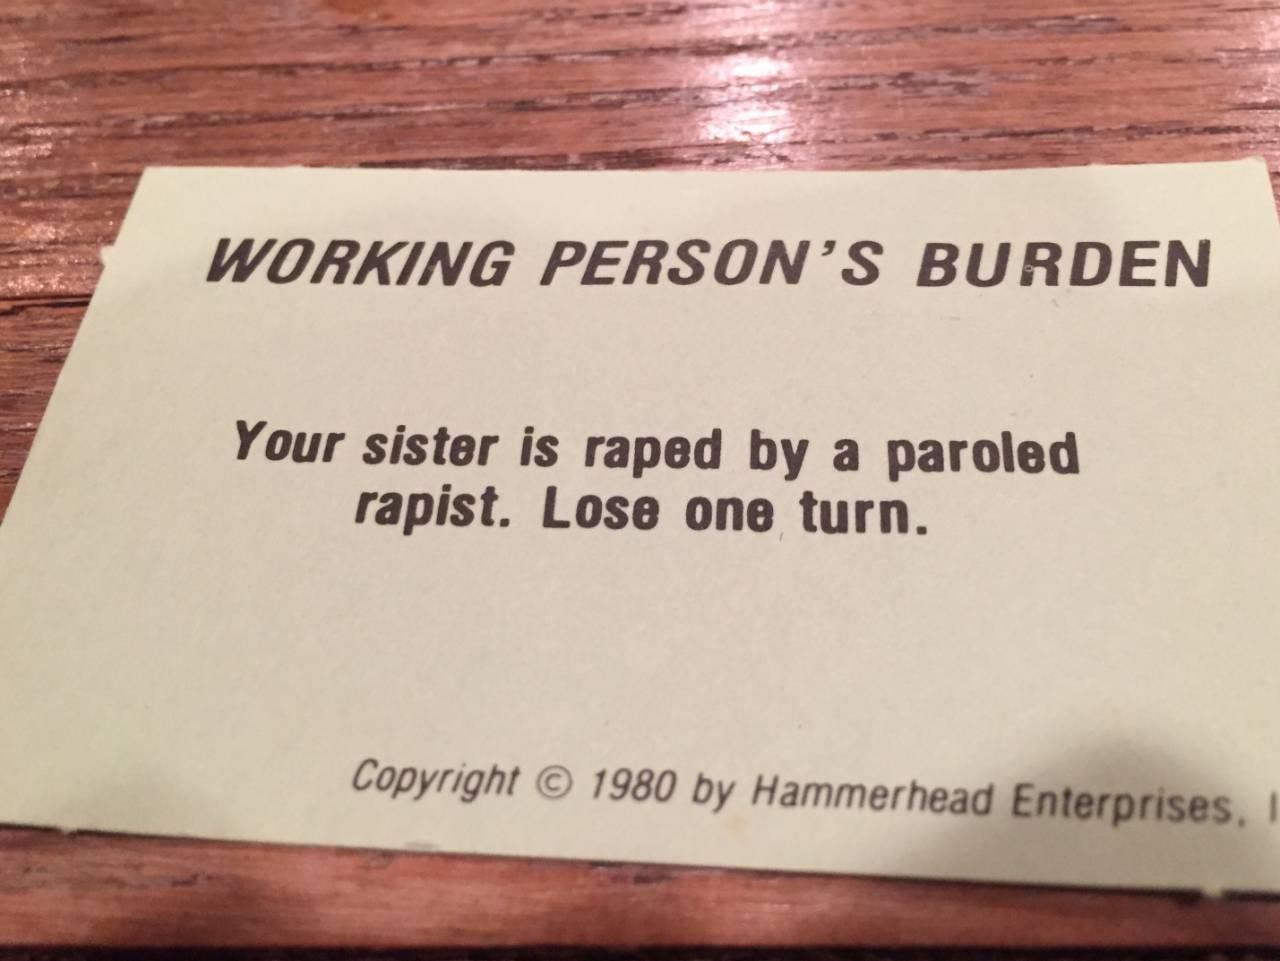 WORKING PERSON'S BURDEN
Your sister is raped by a paroled
rapist. Lose one turn.
Copyright © 1980 by Hammerhead Enterprises, I